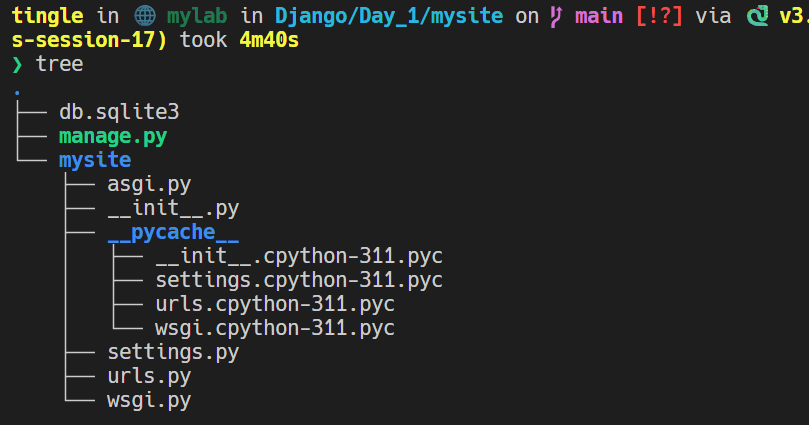 tingle in 🌐 mylab in Django/Day_1/mysite on main [!?] via 🐍 v3.
s-session-17) took 4m40s
❯ tree
.
├── db.sqlite3
├── manage.py
└── mysite
    ├── asgi.py
    ├── __init__.py
    ├── __pycache__
    │   ├── __init__.cpython-311.pyc
    │   ├── settings.cpython-311.pyc
    │   ├── urls.cpython-311.pyc
    │   └── wsgi.cpython-311.pyc
    ├── settings.py
    ├── urls.py
    └── wsgi.py